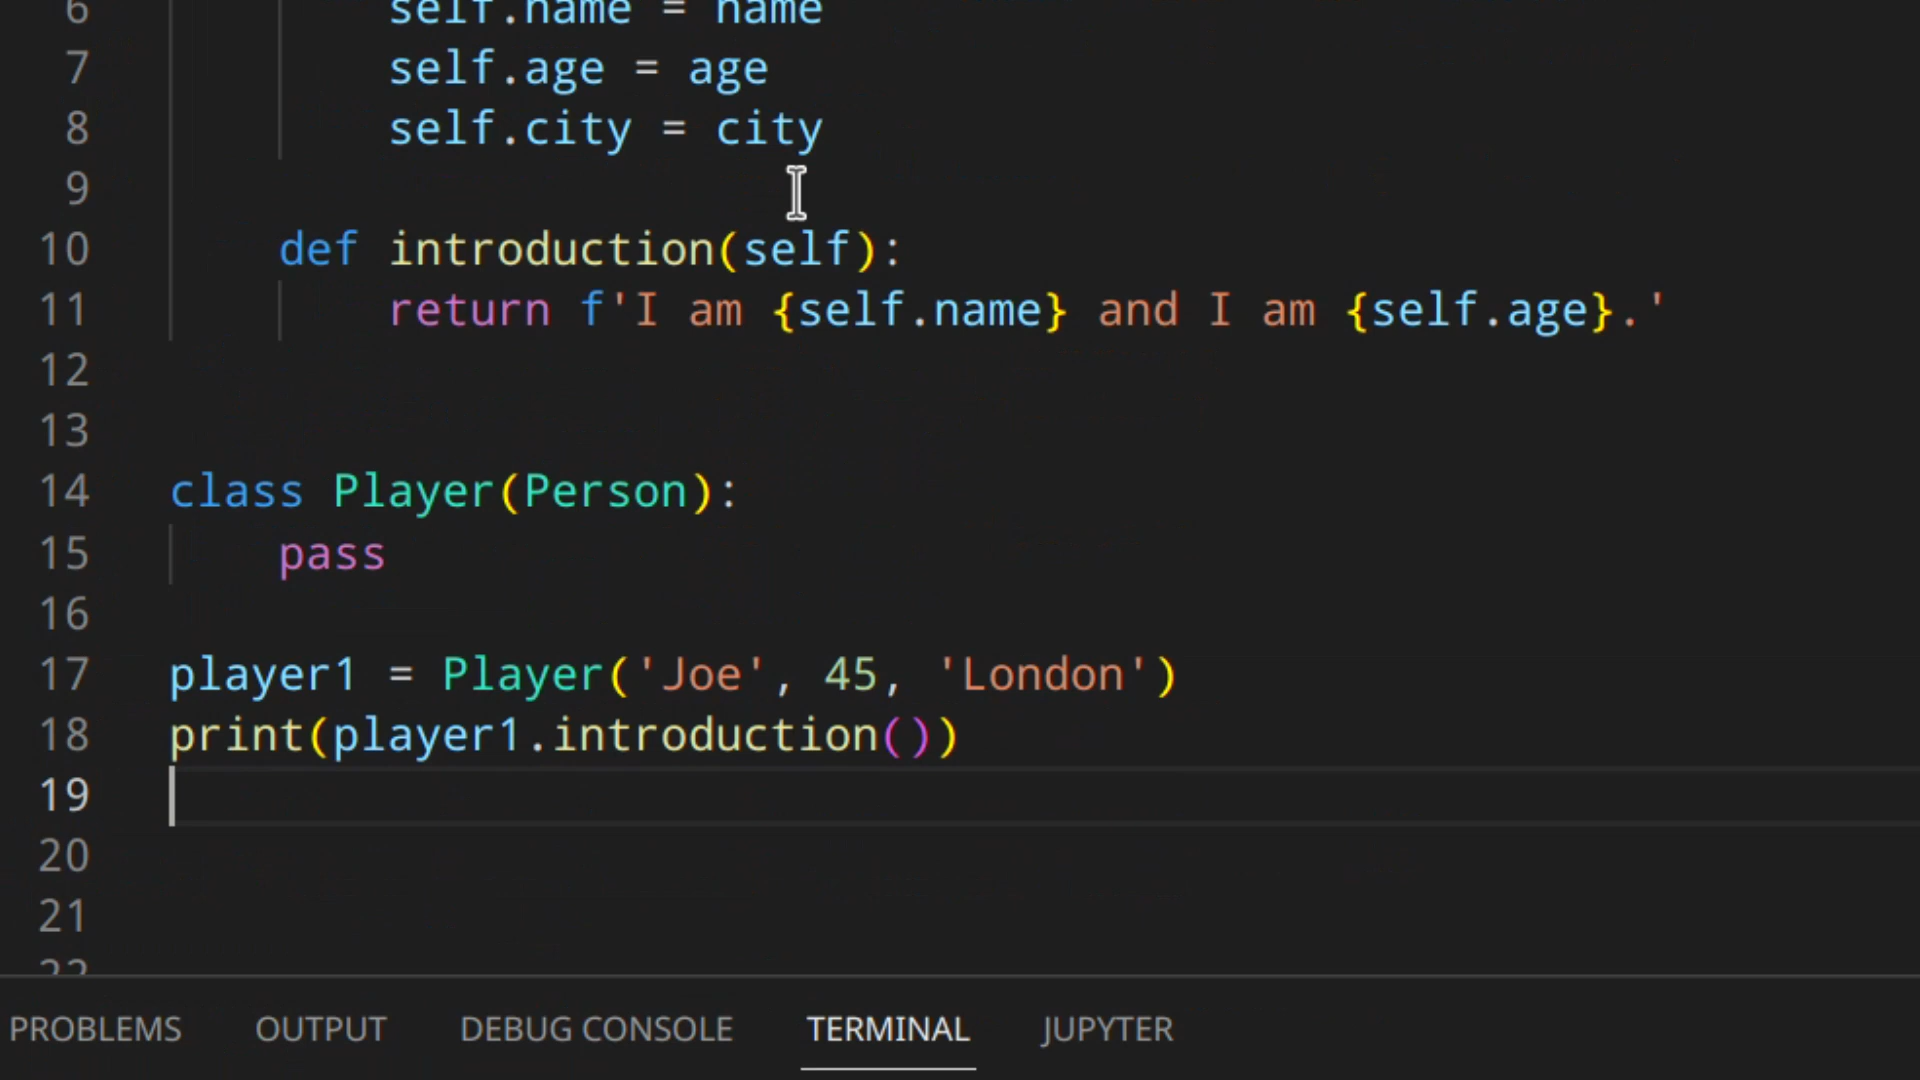 6 self.name = name
7 self.age = age
8 self.city = city
9
10 def introduction(self):
11 return f'I am {self.name} and I am {self.age}.'
12
13
14 class Player(Person):
15 pass
16
17 player1 = Player('Joe', 45, 'London')
18 print(player1.introduction())
19
20
21
22
PROBLEMS OUTPUT DEBUG CONSOLE TERMINAL JUPYTER